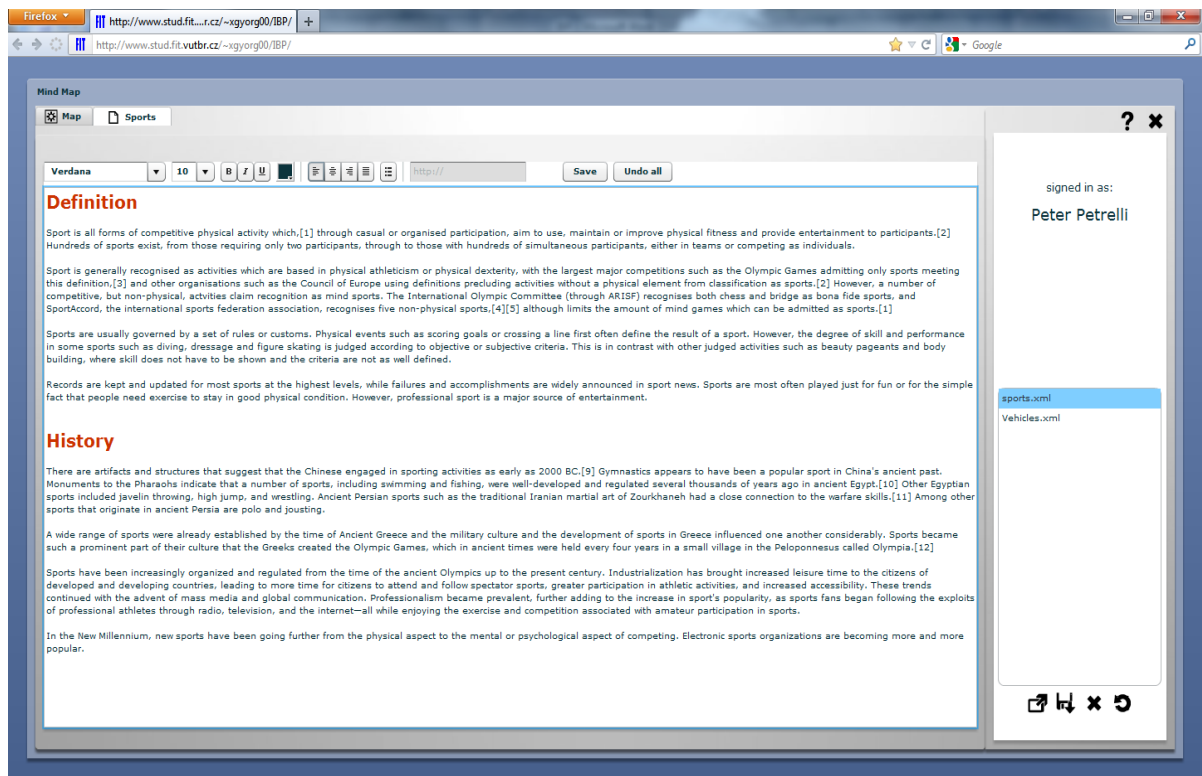 Firefox
http://www.stud.fit....r.cz/~xgyorg00/IBP/
http://www.stud.fit.vutbr.cz/~xgyorg00/IBP/
Google
Mind Map
Map
Sports
Verdana
10
B I U
http://
Save
Undo all
Definition
Sport is all forms of competitive physical activity which,[1] through casual or organised participation, aim to use, maintain or improve physical fitness and provide entertainment to participants.[2]
Hundreds of sports exist, from those requiring only two participants, through to those with hundreds of simultaneous participants, either in teams or competing as individuals.
Sport is generally recognised as activities which are based in physical athleticism or physical dexterity, with the largest major competitions such as the Olympic Games admitting only sports meeting
this definition,[3] and other organisations such as the Council of Europe using definitions precluding activities without a physical element from classification as sports.[2] However, a number of
competitive, but non-physical, actvities claim recognition as mind sports. The International Olympic Committee (through ARISF) recognises both chess and bridge as bona fide sports, and
SportAccord, the international sports federation association, recognises five non-physical sports,[4][5] although limits the amount of mind games which can be admitted as sports.[1]
Sports are usually governed by a set of rules or customs. Physical events such as scoring goals or crossing a line first often define the result of a sport. However, the degree of skill and performance
in some sports such as diving, dressage and figure skating is judged according to objective or subjective criteria. This is in contrast with other judged activities such as beauty pageants and body
building, where skill does not have to be shown and the criteria are not as well defined.
Records are kept and updated for most sports at the highest levels, while failures and accomplishments are widely announced in sport news. Sports are most often played just for fun or for the simple
fact that people need exercise to stay in good physical condition. However, professional sport is a major source of entertainment.
History
There are artifacts and structures that suggest that the Chinese engaged in sporting activities as early as 2000 BC.[9] Gymnastics appears to have been a popular sport in China's ancient past.
Monuments to the Pharaohs indicate that a number of sports, including swimming and fishing, were well-developed and regulated several thousands of years ago in ancient Egypt.[10] Other Egyptian
sports included javelin throwing, high jump, and wrestling. Ancient Persian sports such as the traditional Iranian martial art of Zourkhaneh had a close connection to the warfare skills.[11] Among other
sports that originate in ancient Persia are polo and jousting.
A wide range of sports were already established by the time of Ancient Greece and the military culture and the development of sports in Greece influenced one another considerably. Sports became
such a prominent part of their culture that the Greeks created the Olympic Games, which in ancient times were held every four years in a small village in the Peloponnesus called Olympia.[12]
Sports have been increasingly organized and regulated from the time of the ancient Olympics up to the present century. Industrialization has brought increased leisure time to the citizens of
developed and developing countries, leading to more time for citizens to attend and follow spectator sports, greater participation in athletic activities, and increased accessibility. These trends
continued with the advent of mass media and global communication. Professionalism became prevalent, further adding to the increase in sport's popularity, as sports fans began following the exploits
of professional athletes through radio, television, and the internet—all while enjoying the exercise and competition associated with amateur participation in sports.
In the New Millennium, new sports have been going further from the physical aspect to the mental or psychological aspect of competing. Electronic sports organizations are becoming more and more
popular.
signed in as:
Peter Petrelli
sports.xml
Vehicles.xml